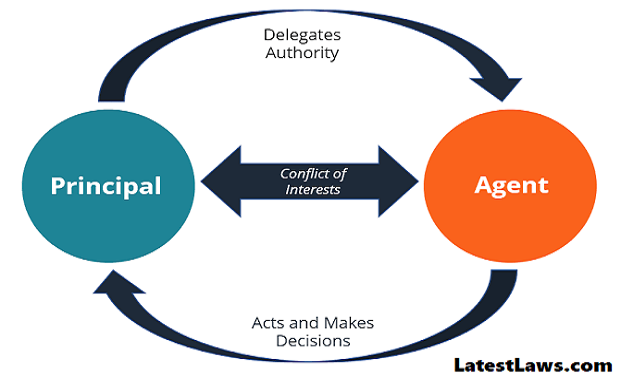 Delegates
Authority
Principal
Conflict of
Interests
Agent
Acts and Makes
Decisions
LatestLaws.com